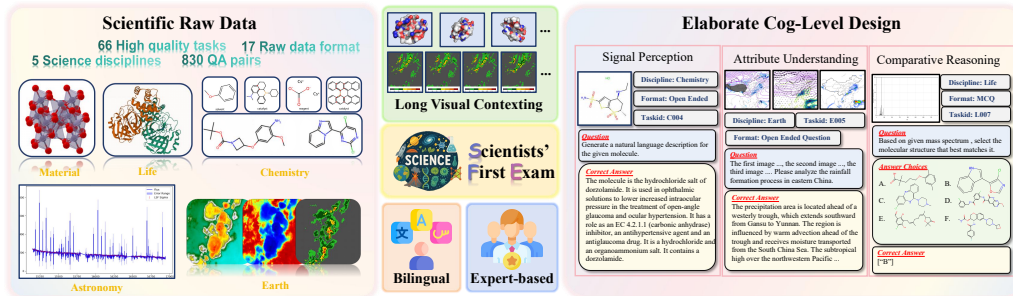 Scientific Raw Data
66 High quality tasks 17 Raw data format
5 Science disciplines 830 QA pairs
Material
Life
Chemistry
Astronomy
Earth
...
...
Long Visual Contexting
SCIENCE
Scientists'
First Exam
A
文
Bilingual
Expert-based
Elaborate Cog-Level Design
Signal Perception
Discipline: Chemistry
Format: Open Ended
Taskid: C004
Question
Generate a natural language description for
the given molecule.
Correct Answer
The molecule is the hydrochloride salt of
dorzolamide. It is used in ophthalmic
solutions to lower increased intraocular
pressure in the treatment of open-angle
glaucoma and ocular hypertension. It has a
role as an EC 4.2.1.1 (carbonic anhydrase)
inhibitor, an antihypertensive agent and an
antiglaucoma drug. It is a hydrochloride and
an organoammonium salt. It contains a
dorzolamide.
Attribute Understanding
Discipline: Earth
Taskid: E005
Format: Open Ended Question
Question
The first image ..., the second image ..., the
third image .... Please analyze the rainfall
formation process in eastern China.
Correct Answer
The precipitation area is located ahead of a
westerly trough, which extends southward
from Gansu to Yunnan. The region is
influenced by warm advection ahead of the
trough and receives moisture transported
from the South China Sea. The subtropical
high over the northwestern Pacific ...
Comparative Reasoning
Discipline: Life
Format: MCQ
Taskid: L007
Question
Based on given mass spectrum , select the
molecular structure that best matches it.
Answer Choices
A.
B.
C.
D.
E.
F.
Correct Answer
["B"]